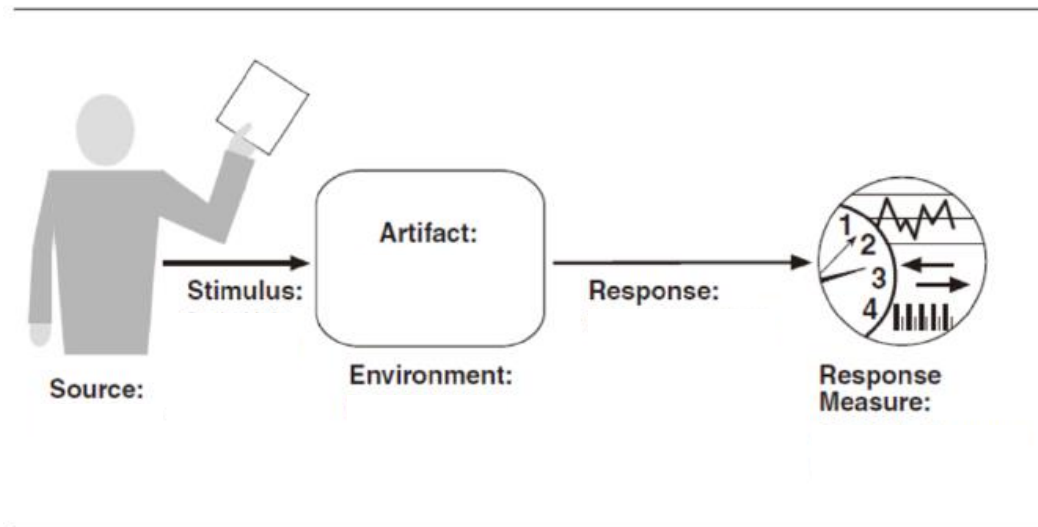 Artifact:
Stimulus:
Response:
Source:
Environment:
Response
Measure:
1
2
3
4